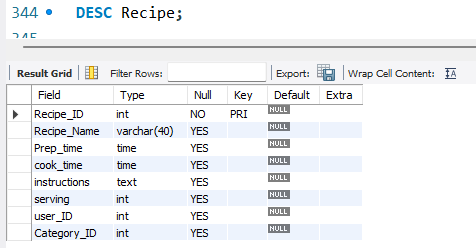 344 DESC Recipe;
345
Result Grid Filter Rows: Export: Wrap Cell Content:
Field Type Null Key Default Extra
Recipe_ID int NO PRI NULL
Recipe_Name varchar(40) YES NULL
Prep_time time YES NULL
cook_time time YES NULL
instructions text YES NULL
serving int YES NULL
user_ID int YES NULL
Category_ID int YES NULL